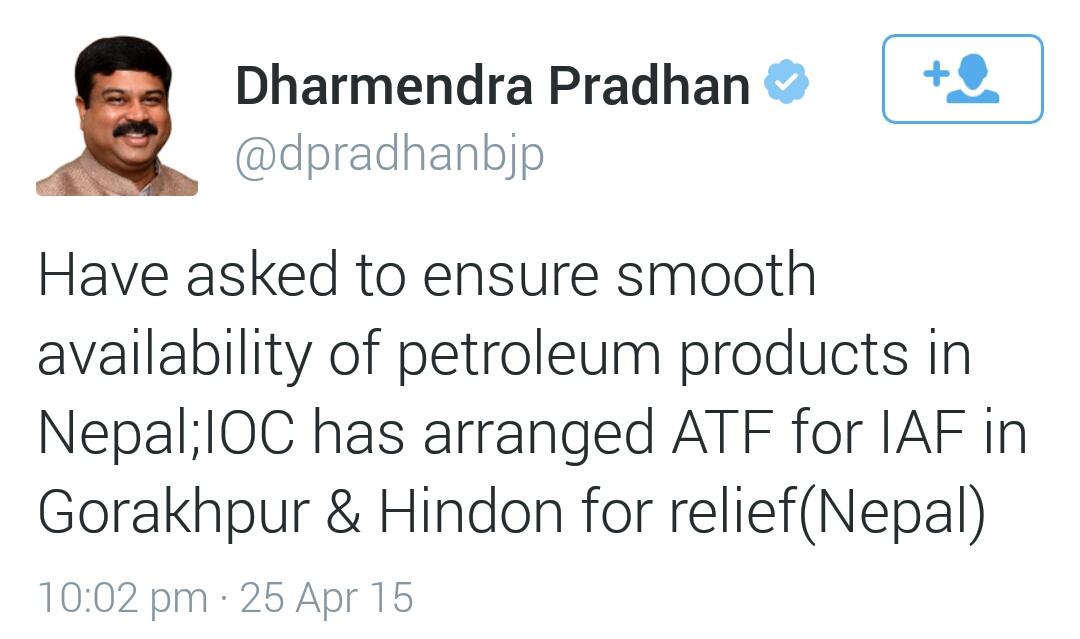 Dharmendra Pradhan
@dpradhanbjp
Have asked to ensure smooth
availability of petroleum products in
Nepal;IOC has arranged ATF for IAF in
Gorakhpur & Hindon for relief(Nepal)
10:02 pm · 25 Apr 15